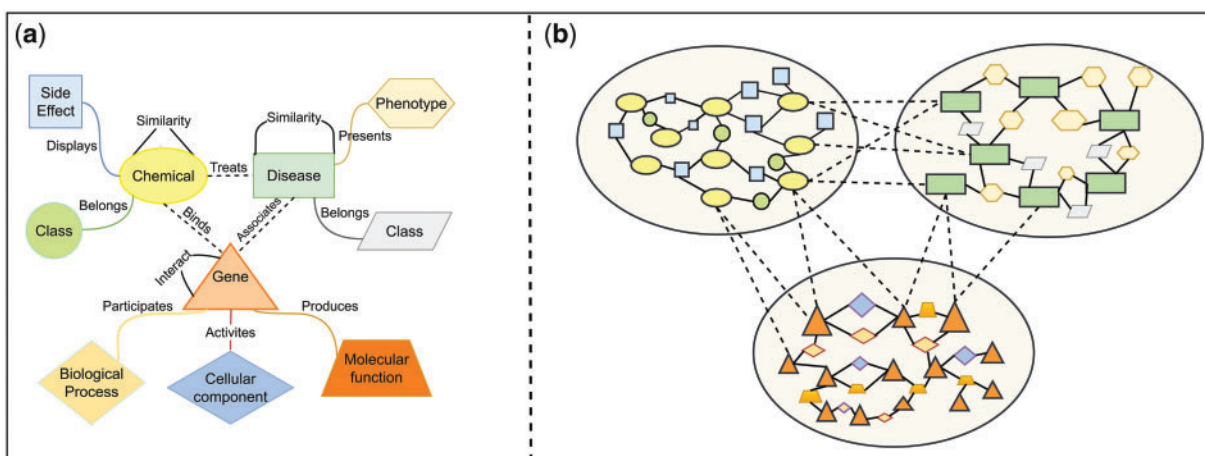 (a)
Side
Effect
Similarity
Similarity
Phenotype
Displays
Presents
Chemical
Treats
Disease
Belongs
Binds
Associates
Belongs
Class
Class
Interact
Gene
Participates
Produces
Activites
Biological
Process
Cellular
component
Molecular
function
(b)